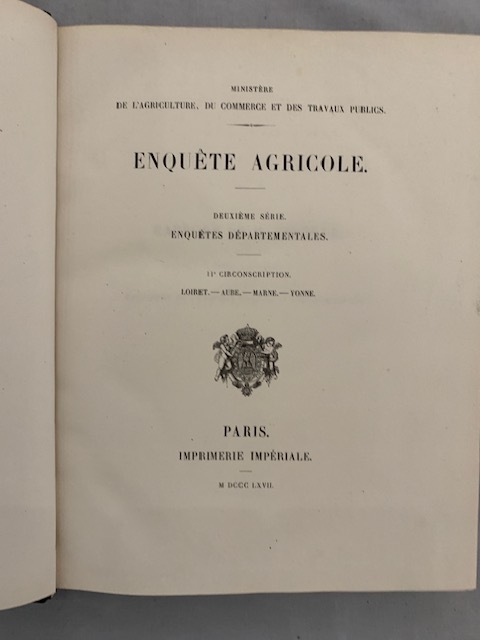 MINISTÈRE
DE L'AGRICULTURE, DU COMMERCE ET DES TRAVAUX PUBLICS.
ENQUÊTE AGRICOLE.
DEUXIÈME SÉRIE.
ENQUÊTES DÉPARTEMENTALES.
11e CIRCONSCRIPTION.
LOIRET. — AUBE. — MARNE. — YONNE.
PARIS.
IMPRIMERIE IMPÉRIALE.
M DCCC LXVII.